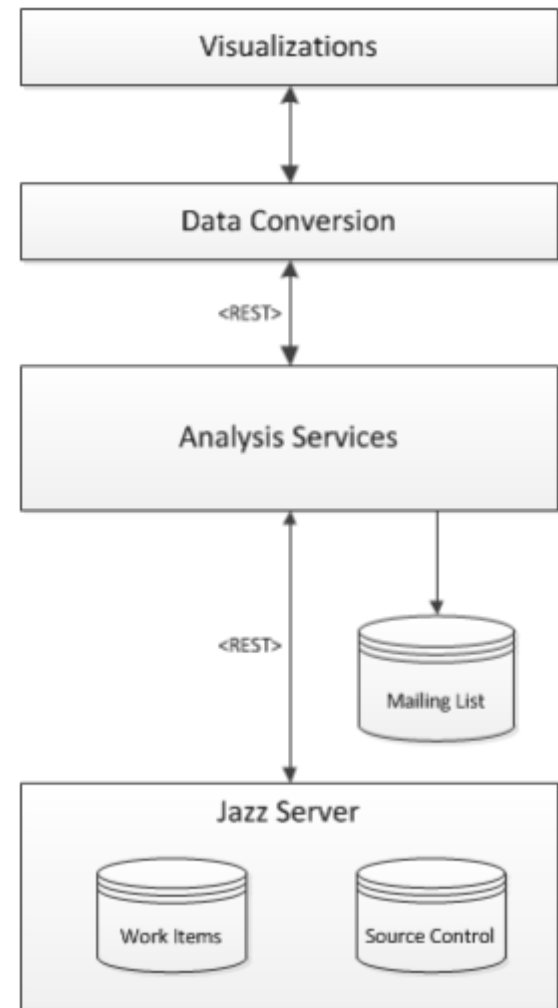 Visualizations
Data Conversion
<REST>
Analysis Services
<REST>
Mailing List
Jazz Server
Work Items
Source Control